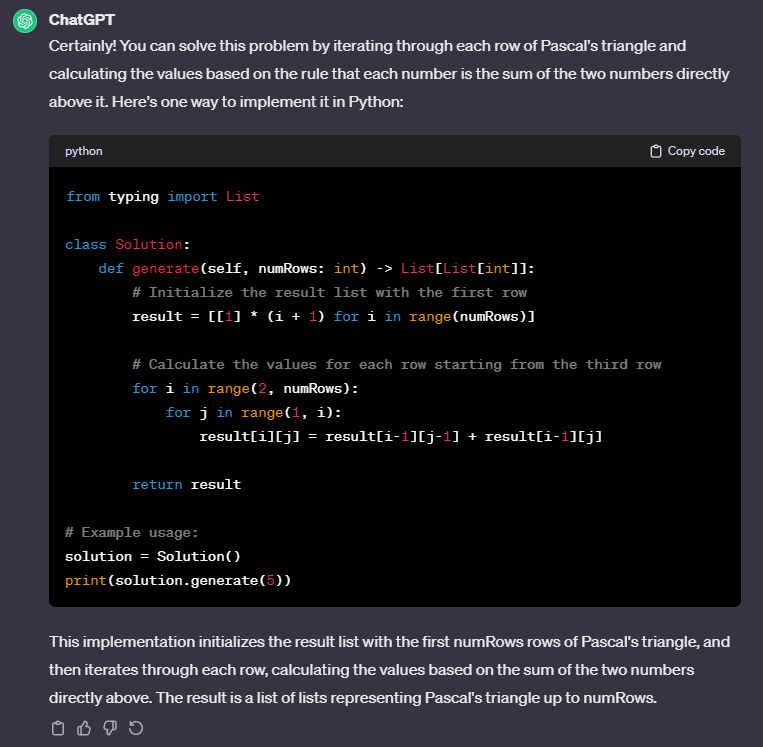 ChatGPT
Certainly! You can solve this problem by iterating through each row of Pascal's triangle and
calculating the values based on the rule that each number is the sum of the two numbers directly
above it. Here's one way to implement it in Python:
python
Copy code
from typing import List
class Solution:
    def generate(self, numRows: int) -> List[List[int]]:
        # Initialize the result list with the first row
        result = [[1] * (i + 1) for i in range(numRows)]
        # Calculate the values for each row starting from the third row
        for i in range(2, numRows):
            for j in range(1, i):
                result[i][j] = result[i-1][j-1] + result[i-1][j]
        return result
# Example usage:
solution = Solution()
print(solution.generate(5))
This implementation initializes the result list with the first numRows rows of Pascal's triangle, and
then iterates through each row, calculating the values based on the sum of the two numbers
directly above. The result is a list of lists representing Pascal's triangle up to numRows.